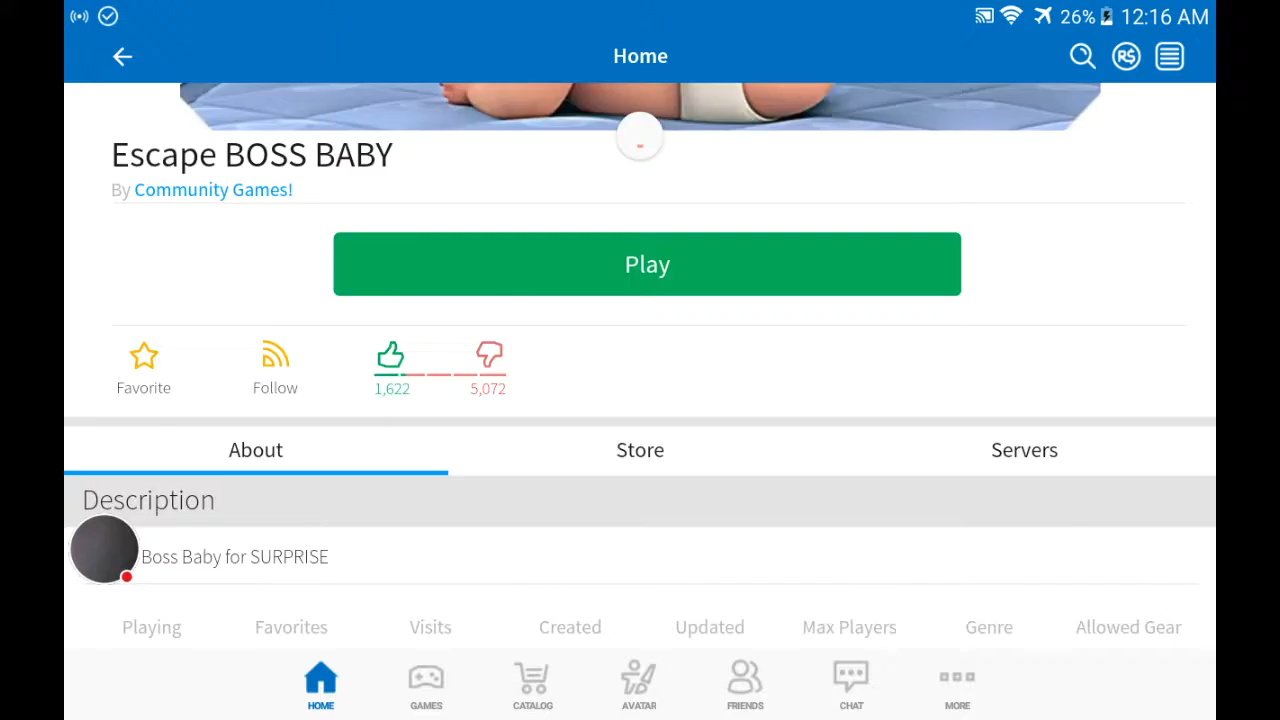 26% 12:16 AM
Home
R$
Escape BOSS BABY
By Community Games!
Play
Favorite Follow 1,622 5,072
About Store Servers
Description
Boss Baby for SURPRISE
Playing Favorites Visits Created Updated Max Players Genre Allowed Gear
HOME GAMES CATALOG AVATAR FRIENDS CHAT MORE